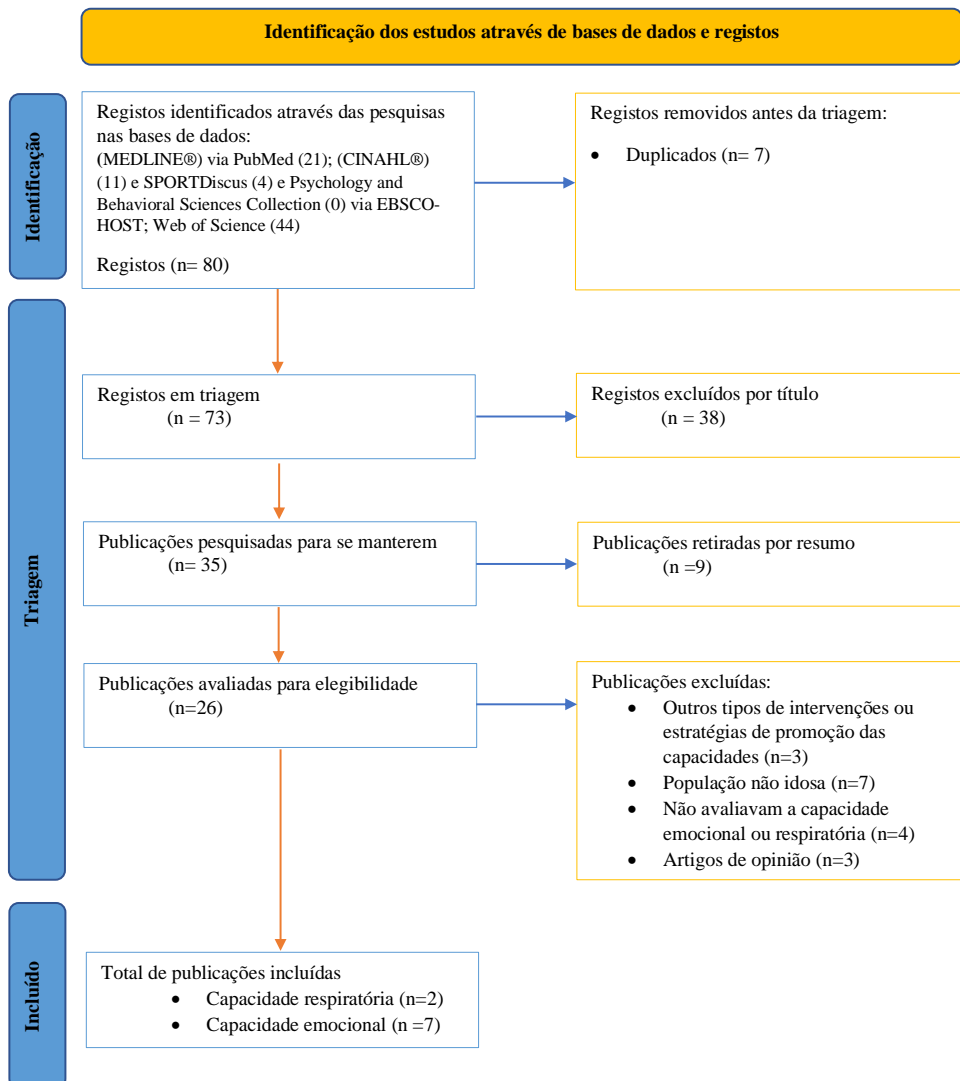 Identificação dos estudos através de bases de dados e registos
Identificação
Registos identificados através das pesquisas
nas bases de dados:
(MEDLINE®) via PubMed (21); (CINAHL®)
(11) e SPORTDiscus (4) e Psychology and
Behavioral Sciences Collection (0) via EBSCO-
HOST; Web of Science (44)
Registos (n= 80)
Registos removidos antes da triagem:
• Duplicados (n= 7)
Triagem
Registos em triagem
(n = 73)
Registos excluídos por título
(n = 38)
Publicações pesquisadas para se manterem
(n= 35)
Publicações retiradas por resumo
(n =9)
Publicações avaliadas para elegibilidade
(n=26)
Publicações excluídas:
• Outros tipos de intervenções ou
estratégias de promoção das
capacidades (n=3)
• População não idosa (n=7)
• Não avaliavam a capacidade
emocional ou respiratória (n=4)
• Artigos de opinião (n=3)
Incluído
Total de publicações incluídas
• Capacidade respiratória (n=2)
• Capacidade emocional (n =7)